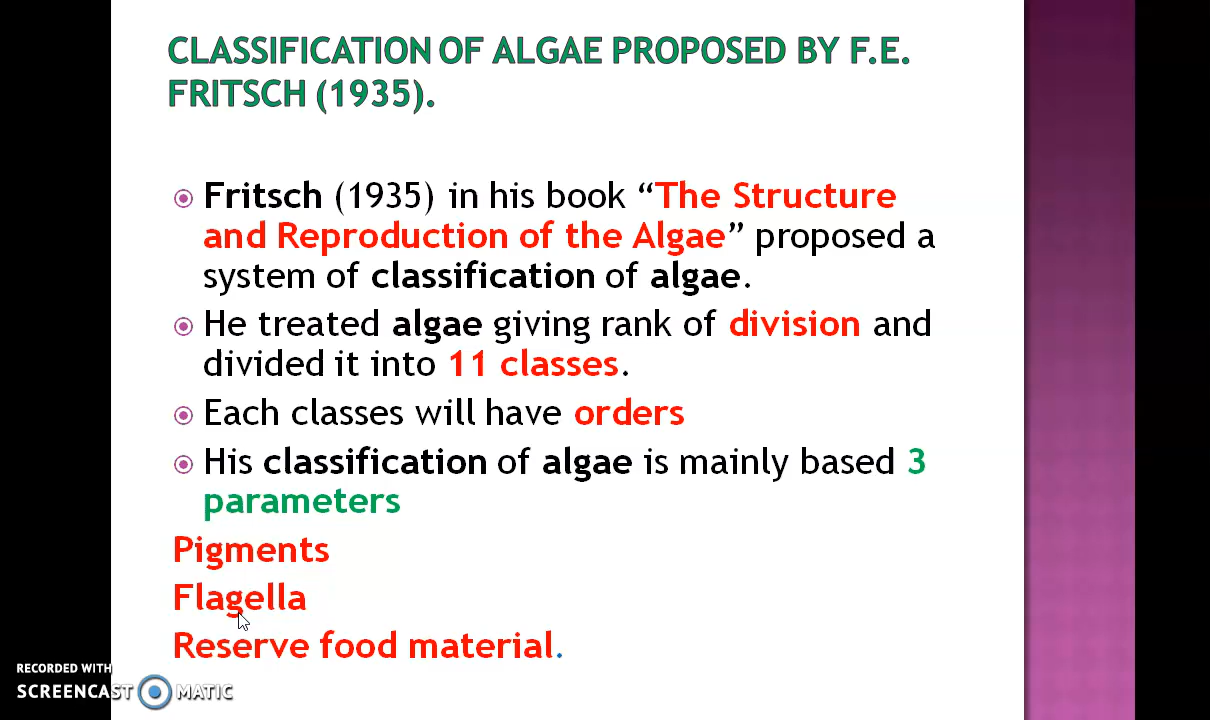 CLASSIFICATION OF ALGAE PROPOSED BY F.E.
FRITSCH (1935).
Fritsch (1935) in his book “The Structure
and Reproduction of the Algae” proposed a
system of classification of algae.
He treated algae giving rank of division and
divided it into 11 classes.
Each classes will have orders
His classification of algae is mainly based 3
parameters
Pigments
Flagella
Reserve food material.
RECORDED WITH
SCREENCAST MATIC